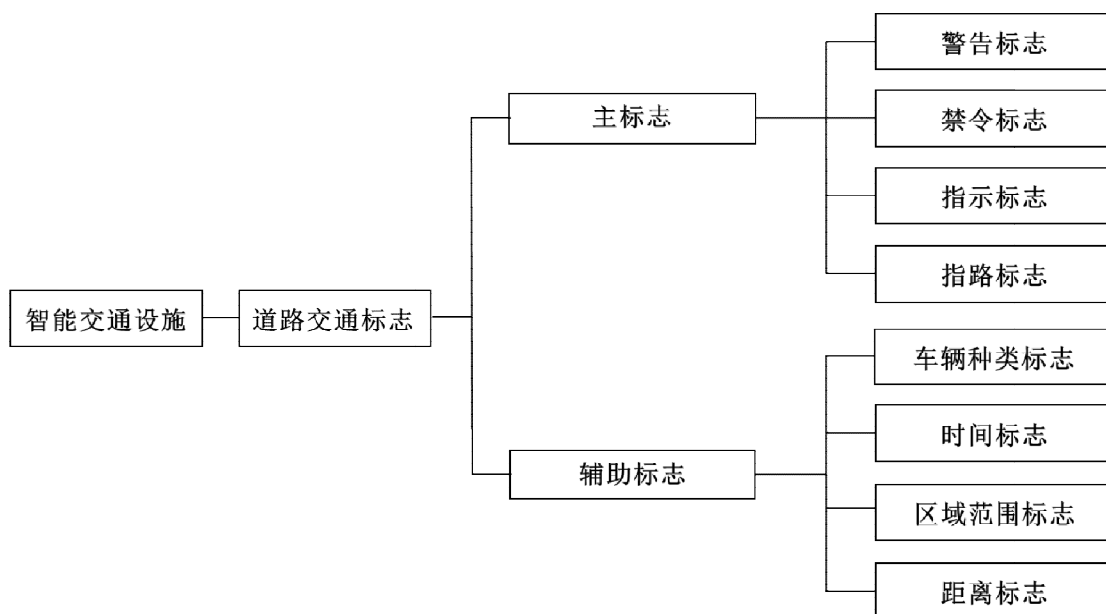 智能交通设施
道路交通标志
主标志
警告标志
禁令标志
指示标志
指路标志
辅助标志
车辆种类标志
时间标志
区域范围标志
距离标志